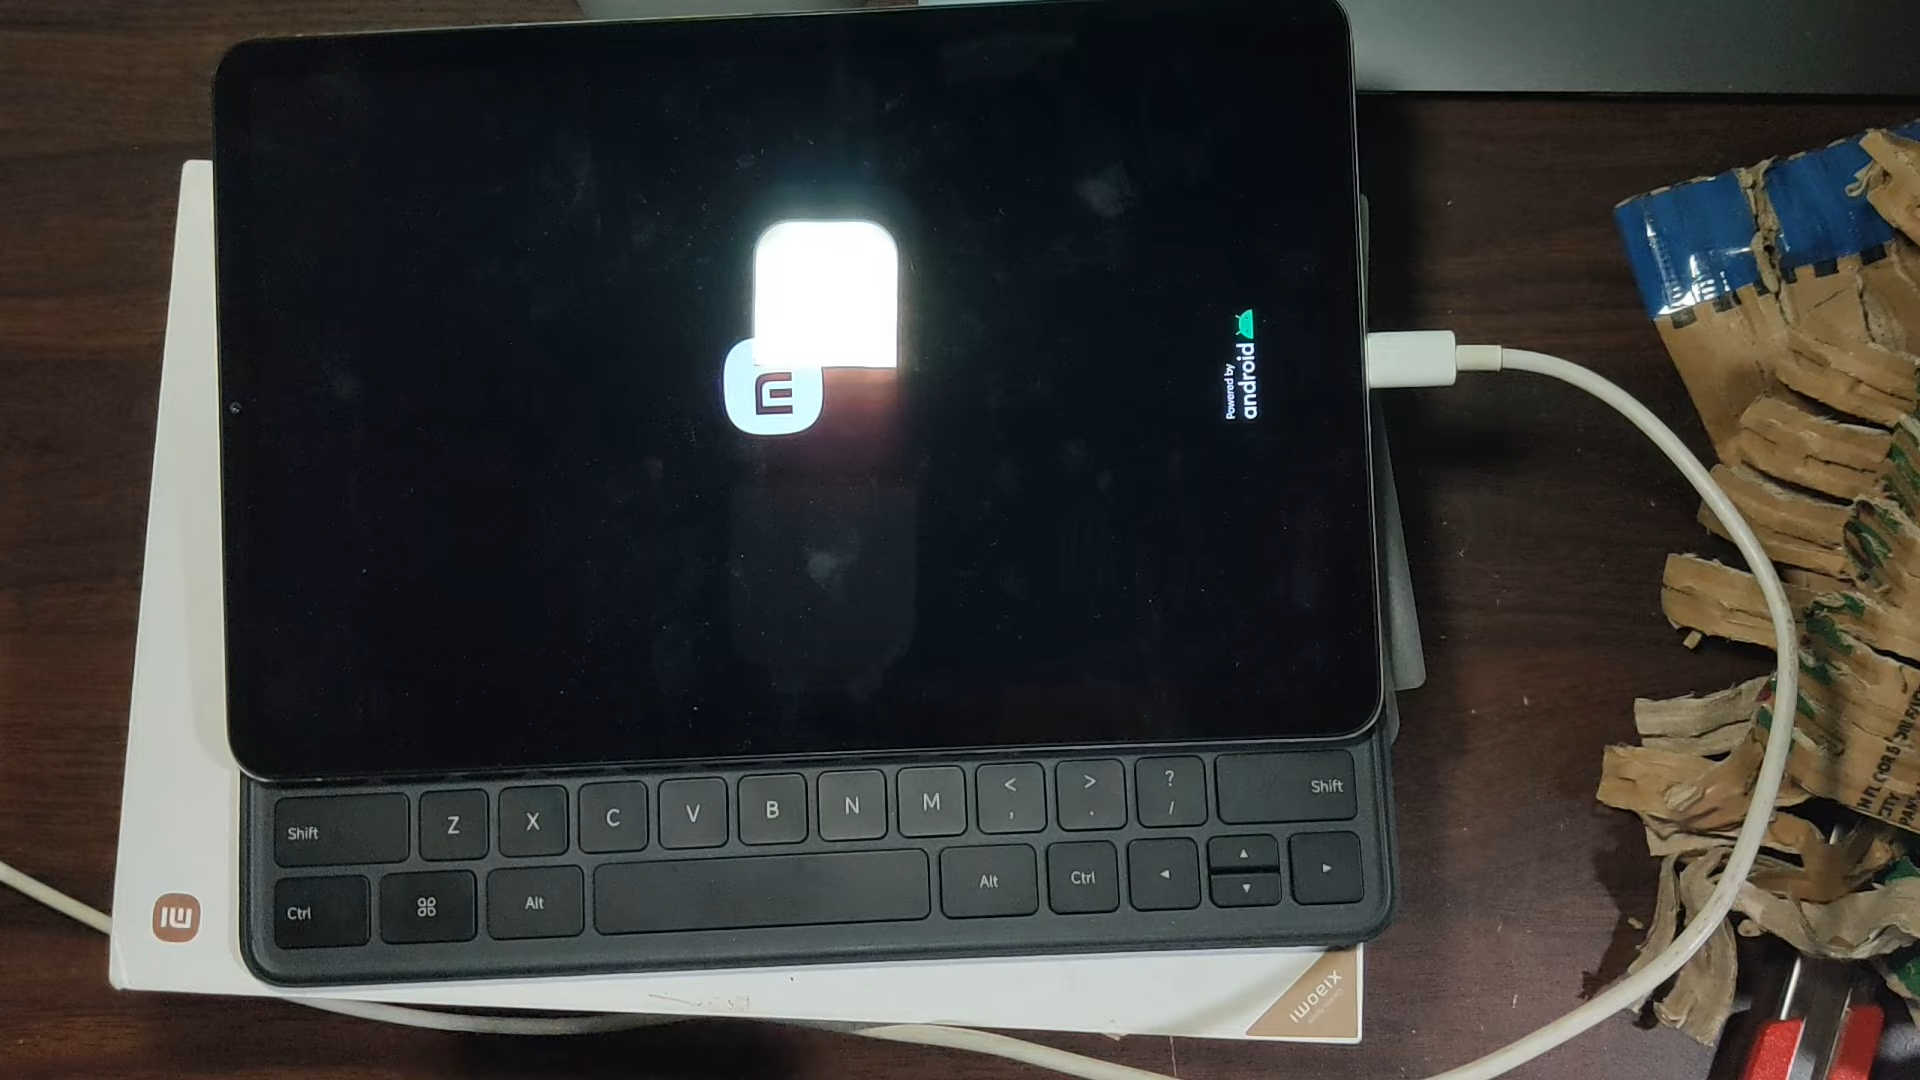 Powered by
android
Shift
Z
X
C
V
B
N
M
<
,
>
.
?
/
Shift
Ctrl
Alt
Alt
Ctrl
xiaomi